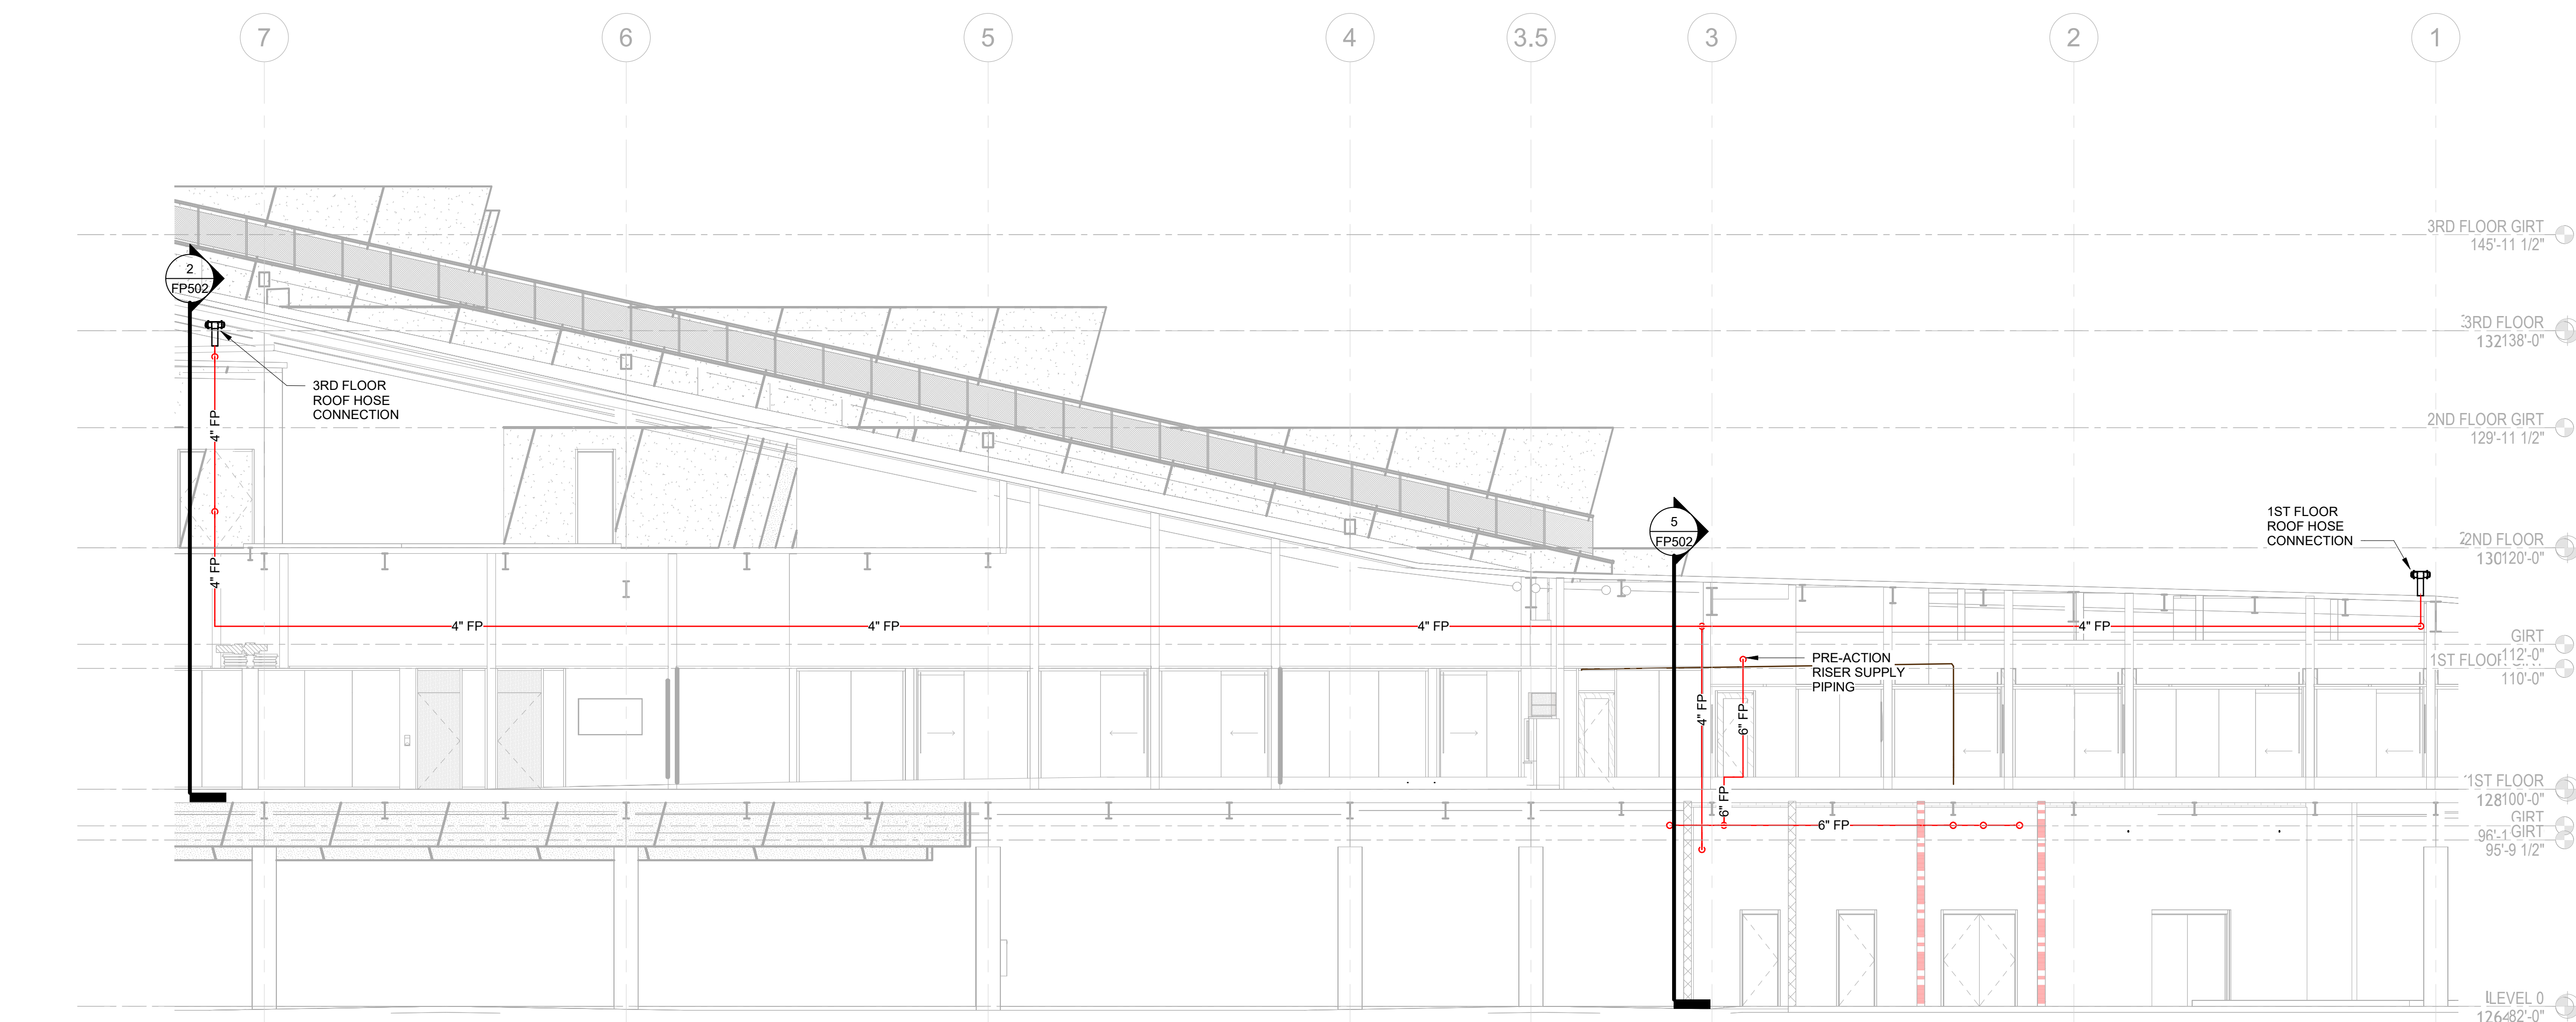 7
6
5
4
3.5
3
2
1
3RD FLOOR GIRT
145'-11 1/2"
2
FP502
3RD FLOOR
138'-0"
3RD FLOOR
ROOF HOSE
CONNECTION
4" FP
2ND FLOOR GIRT
129'-11 1/2"
5
FP502
1ST FLOOR
ROOF HOSE
CONNECTION
2ND FLOOR
120'-0"
4" FP
4" FP
4" FP
4" FP
4" FP
GIRT
112'-0"
PRE-ACTION
RISER SUPPLY
PIPING
1ST FLOOR
110'-0"
4" FP
6" FP
1ST FLOOR
100'-0"
6" FP
6" FP
GIRT
GIRT
95'-9 1/2"
LEVEL 0
82'-0"